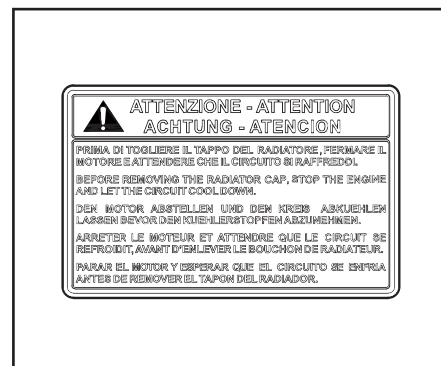 ATTENZIONE - ATTENTION
ACHTUNG - ATENCION
PRIMA DI TOGLIERE IL TAPPO DEL RADIATORE, FERMARE IL
MOTORE E ATTENDERE CHE IL CIRCUITO SI RAFFREDDI.
BEFORE REMOVING THE RADIATOR CAP, STOP THE ENGINE
AND LET THE CIRCUIT COOL DOWN.
DEN MOTOR ABSTELLEN UND DEN KREIS ABKUEHLEN
LASSEN BEVOR DEN KUEHLERSTOPFEN ABZUNEHMEN.
ARRETER LE MOTEUR ET ATTENDRE QUE LE CIRCUIT SE
REFROIDIT, AVANT D'ENLEVER LE BOUCHON DE RADIATEUR.
PARAR EL MOTOR Y ESPERAR QUE EL CIRCUITO SE ENFRIA
ANTES DE REMOVER EL TAPON DEL RADIADOR.